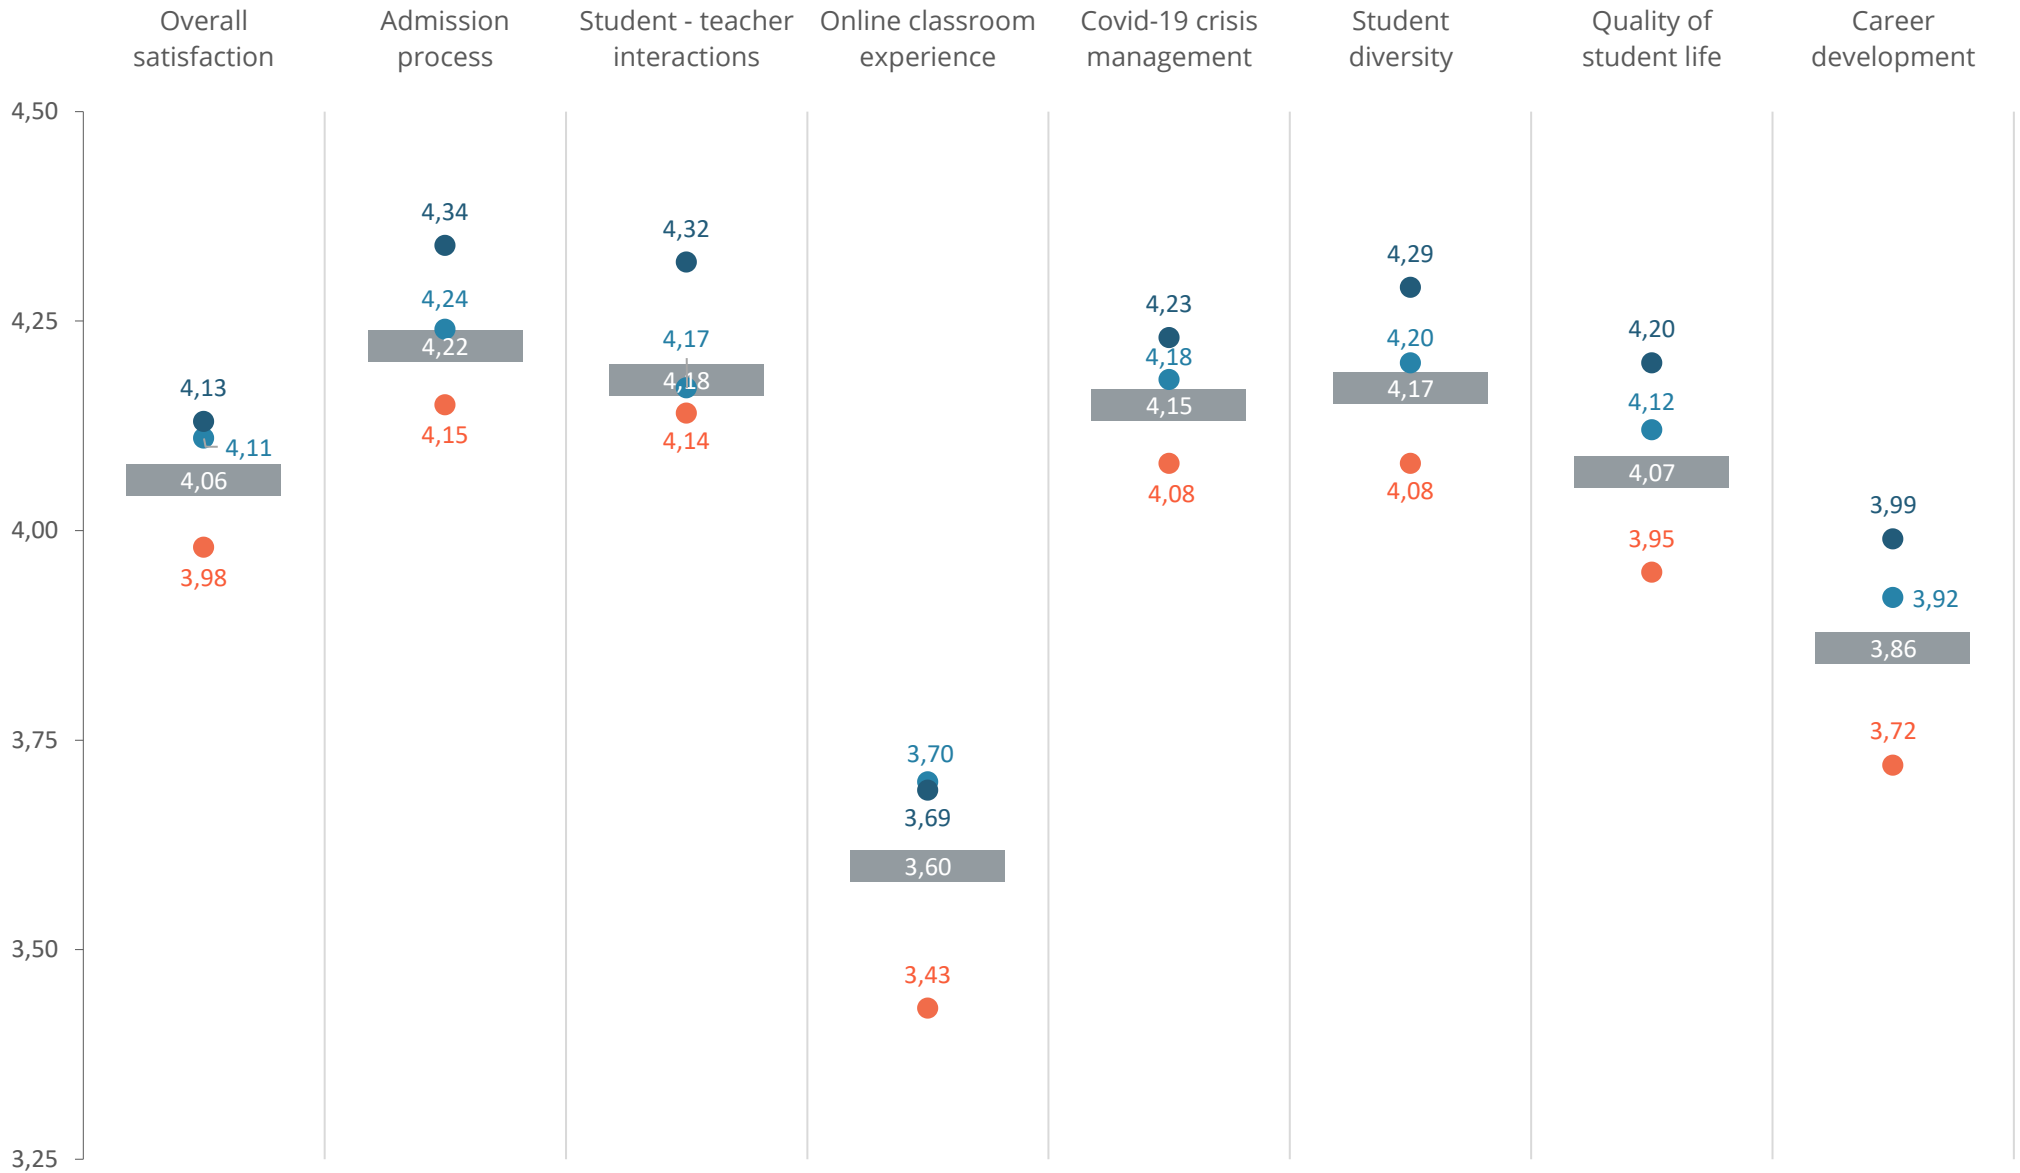 Overall
satisfaction
Admission
process
Student - teacher
interactions
Online classroom
experience
Covid-19 crisis
management
Student
diversity
Quality of
student life
Career
development
4,50
4,25
4,00
3,75
3,50
3,25
4,13
4,11
4,06
3,98
4,34
4,24
4,22
4,15
4,32
4,17
4,18
4,14
3,70
3,69
3,60
3,43
4,23
4,18
4,15
4,08
4,29
4,20
4,17
4,08
4,20
4,12
4,07
3,95
3,99
3,92
3,86
3,72